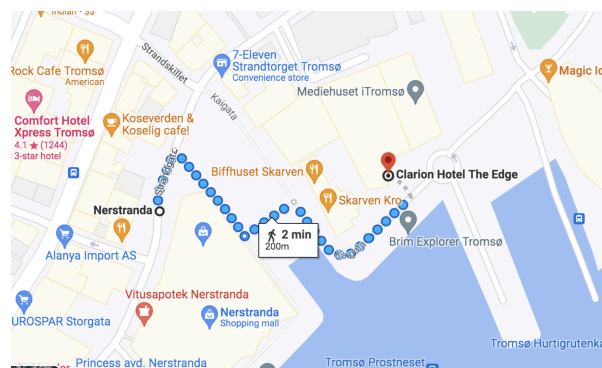 Indian · $$
Rock Cafe Tromsø
American
Strandskillet
7-Eleven
Strandtorget Tromsø
Convenience store
Magic Ic
Mediehuset iTromsø
Kaigata
Comfort Hotel
Xpress Tromsø
4.1 ★ (1244)
3-star hotel
Koseverden &
Koselig cafe!
Strandgata
Biffhuset Skarven
Clarion Hotel The Edge
Skarven Kro
Nerstranda
2 min
200m
Brim Explorer Tromsø
Alanya Import AS
Vitusapotek Nerstranda
Nerstranda
Shopping mall
UROSPAR Storgata
Tromsø Hurtigrutenka
Princess avd. Nerstranda
Tromsø Prostneset